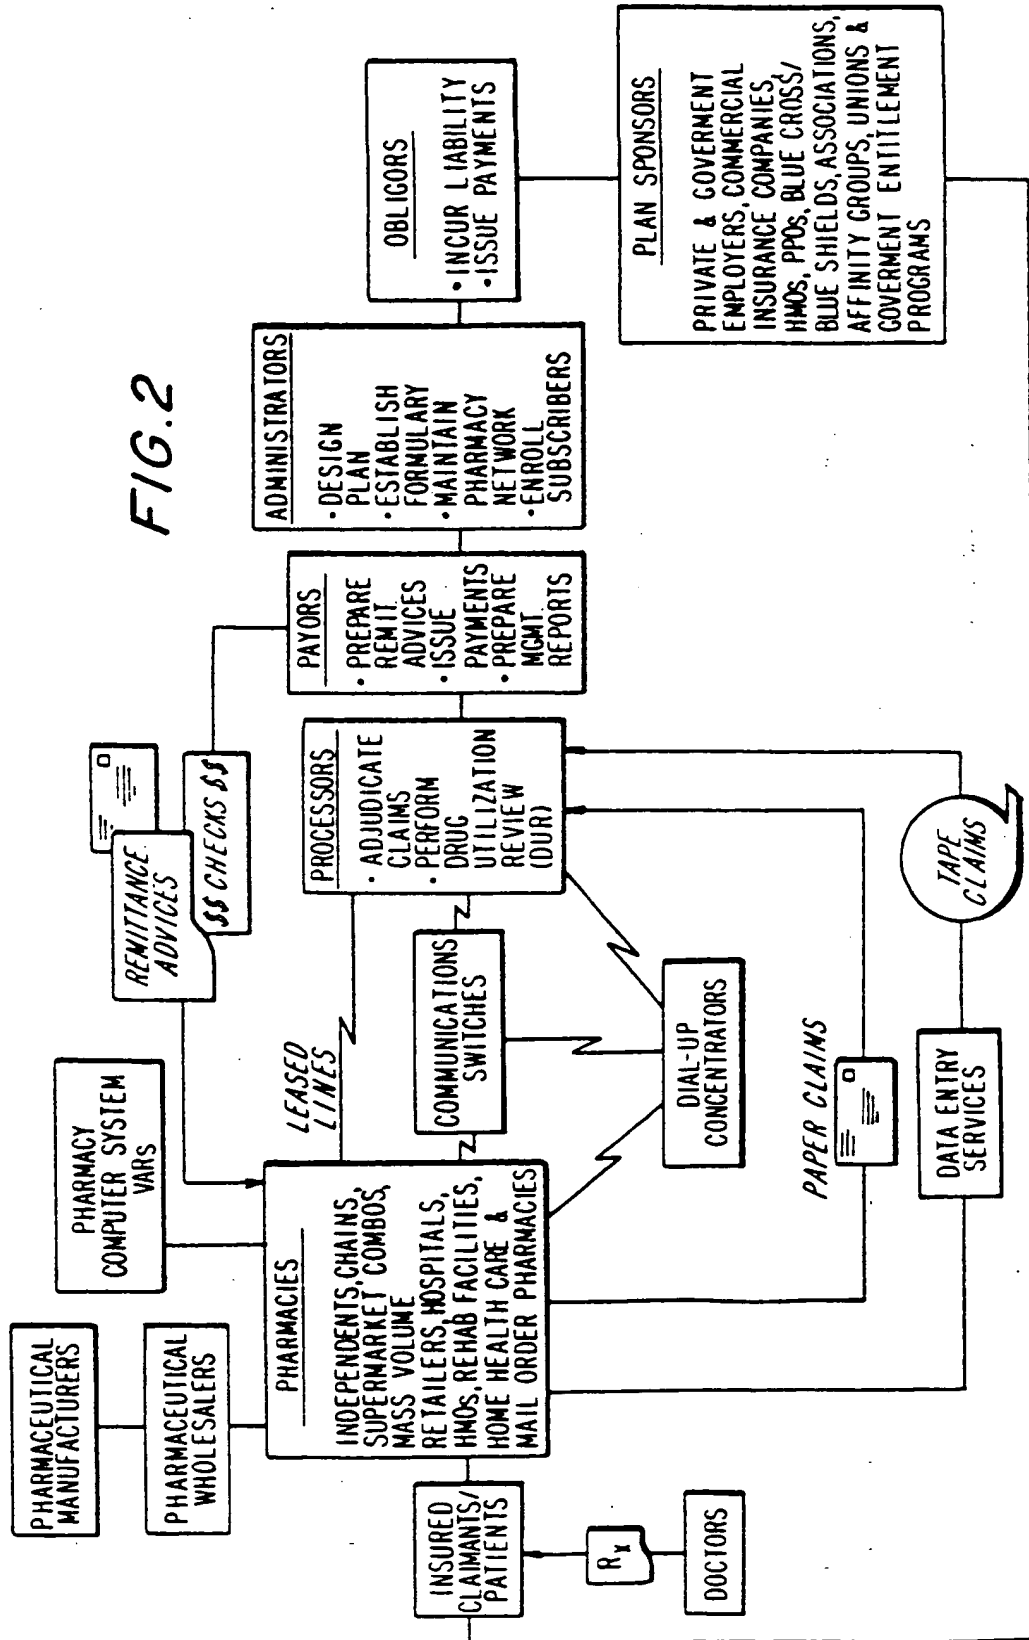 FIG.2
PHARMACEUTICAL
MANUFACTURERS
PHARMACEUTICAL
WHOLESALERS
PHARMACY
COMPUTER SYSTEM
VARS
REMITTANCE
ADVICES
$$ CHECKS $$
INSURED
CLAIMANTS/
PATIENTS
Rx
DOCTORS
PHARMACIES
INDEPENDENTS, CHAINS,
SUPERMARKET COMBOS,
MASS VOLUME
RETAILERS, HOSPITALS,
HMOs, REHAB FACILITIES,
HOME HEALTH CARE &
MAIL ORDER PHARMACIES
LEASED
LINES
COMMUNICATIONS
SWITCHES
DIAL-UP
CONCENTRATORS
PAPER CLAIMS
DATA ENTRY
SERVICES
TAPE
CLAIMS
PROCESSORS
• ADJUDICATE
CLAIMS
• PERFORM
DRUG
UTILIZATION
REVIEW
(DUR)
PAYORS
• PREPARE
REMIT.
ADVICES
• ISSUE
PAYMENTS
• PREPARE
MGMT.
REPORTS
ADMINISTRATORS
• DESIGN
PLAN
• ESTABLISH
FORMULARY
• MAINTAIN
PHARMACY
NETWORK
• ENROLL
SUBSCRIBERS
OBLIGORS
• INCUR LIABILITY
• ISSUE PAYMENTS
PLAN SPONSORS
PRIVATE & GOVERMENT
EMPLOYERS, COMMERCIAL
INSURANCE COMPANIES,
HMOs, PPOs, BLUE CROSS/
BLUE SHIELDS, ASSOCIATIONS,
AFFINITY GROUPS, UNIONS &
GOVERMENT ENTITLEMENT
PROGRAMS